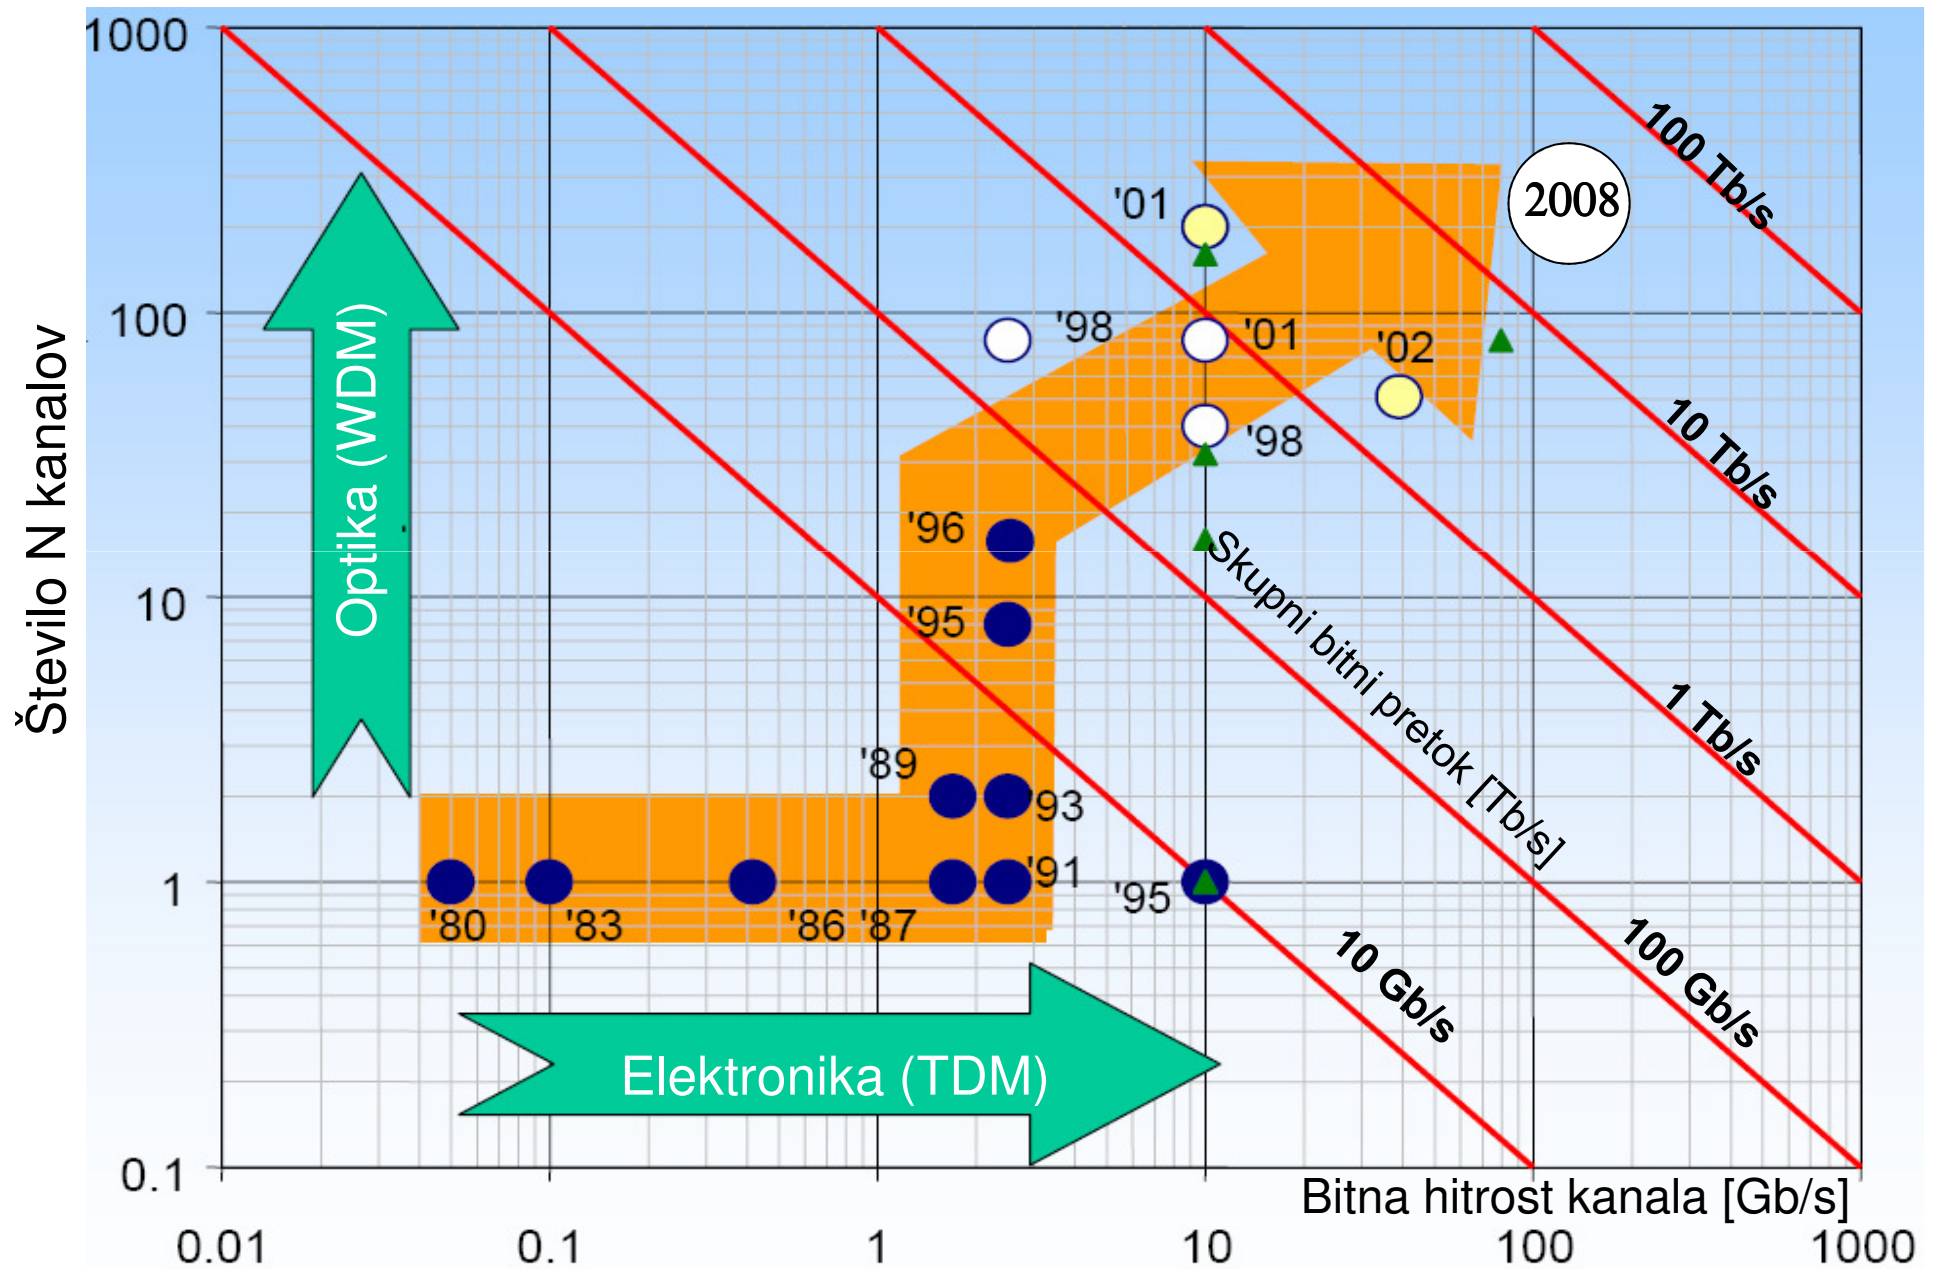 1000
100
10
1
0.1
Število N kanalov
Optika (WDM)
100 Tb/s
2008
'01
'98
'01
'02
'98
10 Tb/s
'96
'95
Skupni bitni pretok [Tb/s]
1 Tb/s
'89
'93
'91
'95
'80
'83
'86
'87
10 Gb/s
100 Gb/s
Elektronika (TDM)
Bitna hitrost kanala [Gb/s]
0.01
0.1
1
10
100
1000